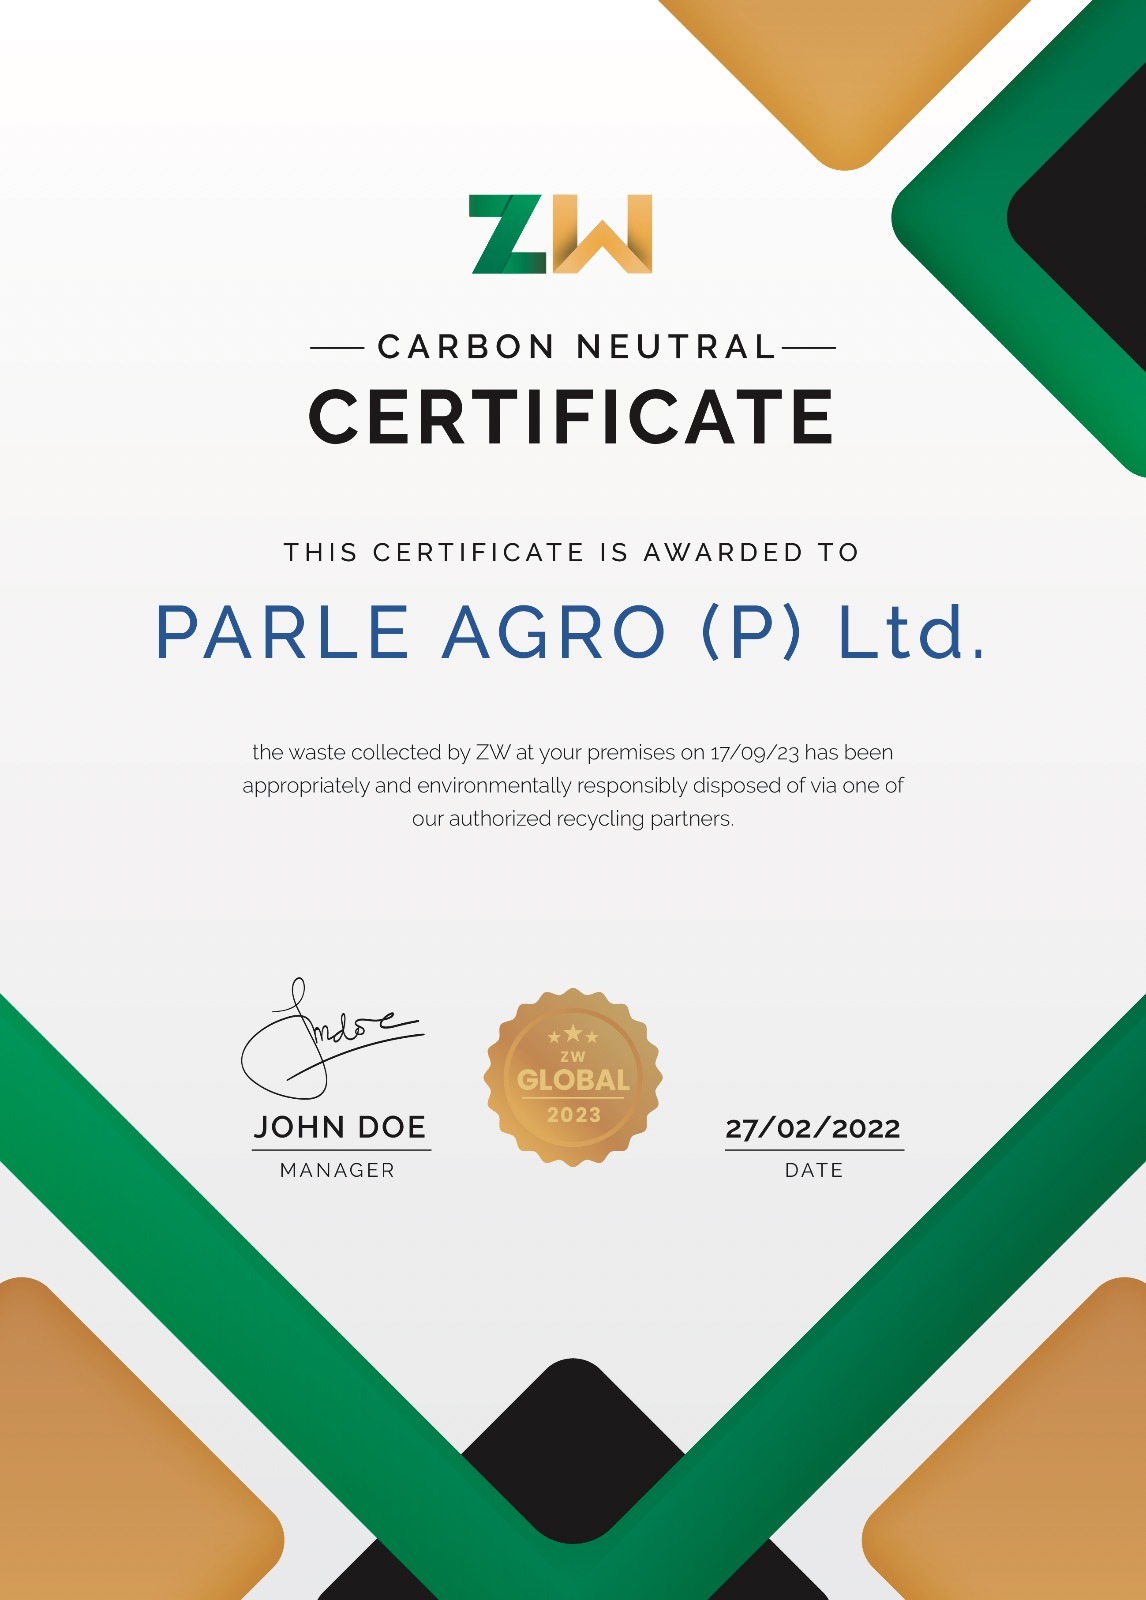 ZW
CARBON NEUTRAL
CERTIFICATE
THIS CERTIFICATE IS AWARDED TO
PARLE AGRO (P) Ltd.
the waste collected by ZW at your premises on 17/09/23 has been
appropriately and environmentally responsibly disposed of via one of
our authorized recycling partners.
Jndoe
JOHN DOE
MANAGER
ZW
GLOBAL
2023
27/02/2022
DATE